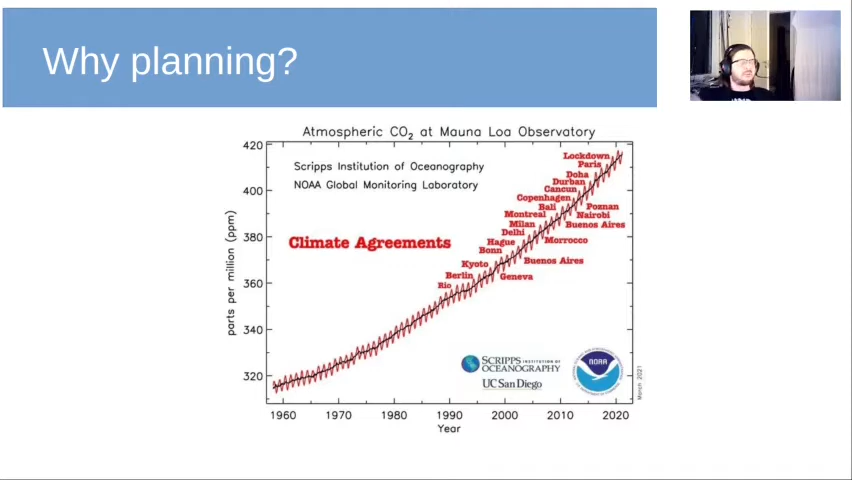 Why planning?
Atmospheric CO₂ at Mauna Loa Observatory
Scripps Institution of Oceanography
NOAA Global Monitoring Laboratory
Climate Agreements
Lockdown
Paris
Doha
Durban
Cancun
Copenhagen
Bali
Poznan
Montreal
Nairobi
Milan
Buenos Aires
Delhi
Hague
Morrocco
Bonn
Kyoto
Buenos Aires
Berlin
Geneva
Rio
parts per million (ppm)
420
400
380
360
340
320
SCRIPPS INSTITUTION OF
OCEANOGRAPHY
UC San Diego
NOAA
March 2021
1960 1970 1980 1990 2000 2010 2020
Year